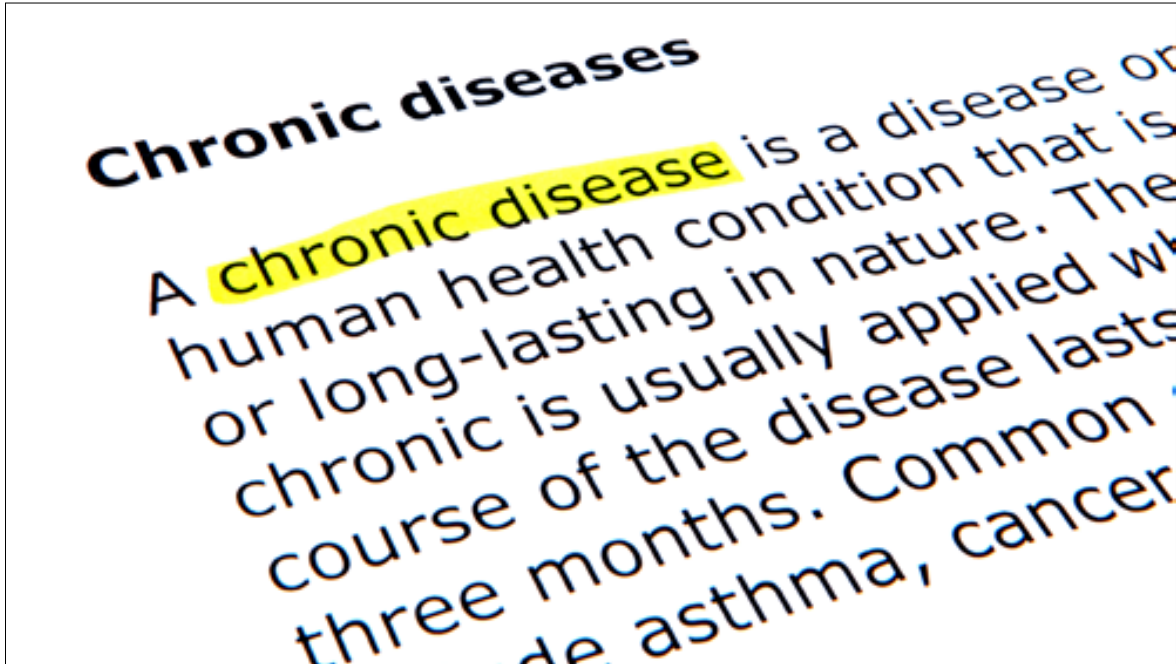 Chronic diseases
A chronic disease is a disease or
human health condition that is
or long-lasting in nature. The
chronic is usually applied
course of the disease lasts
three months. Common
asthma, cancer